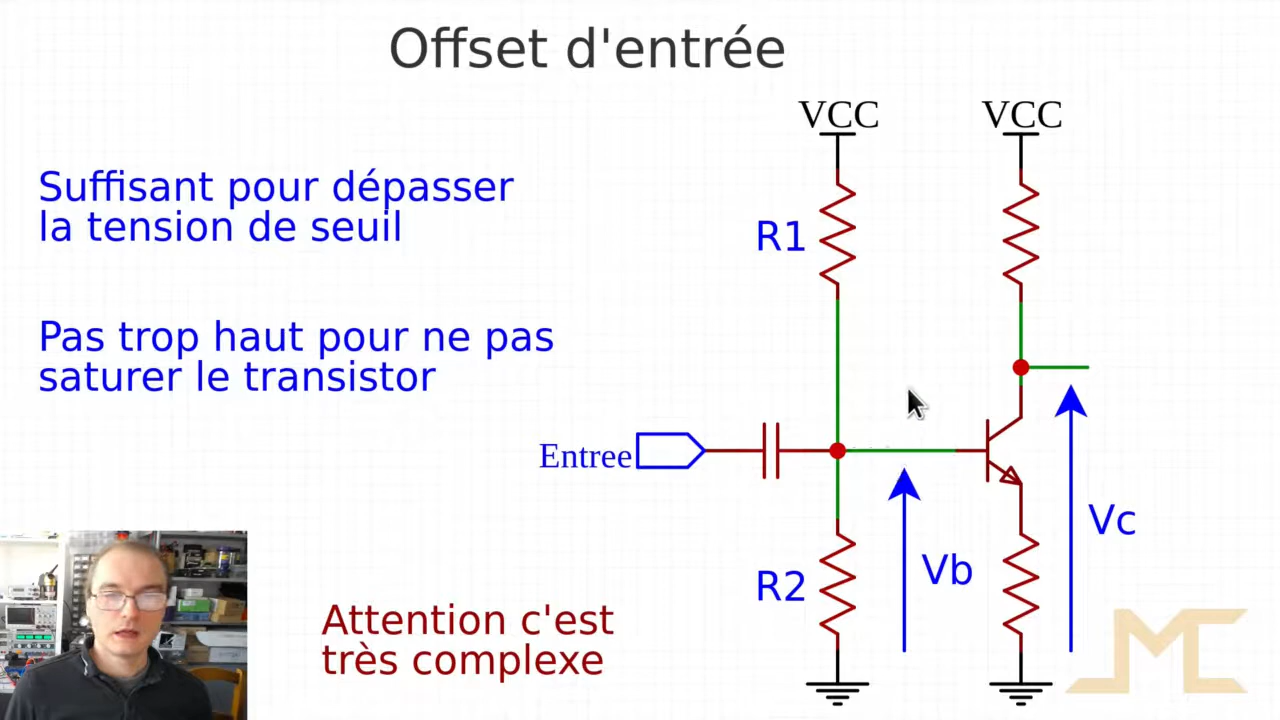 Offset d'entrée
VCC
VCC
Suffisant pour dépasser
la tension de seuil
R1
Pas trop haut pour ne pas
saturer le transistor
Entree
Vc
Vb
R2
Attention c'est
très complexe
JMC